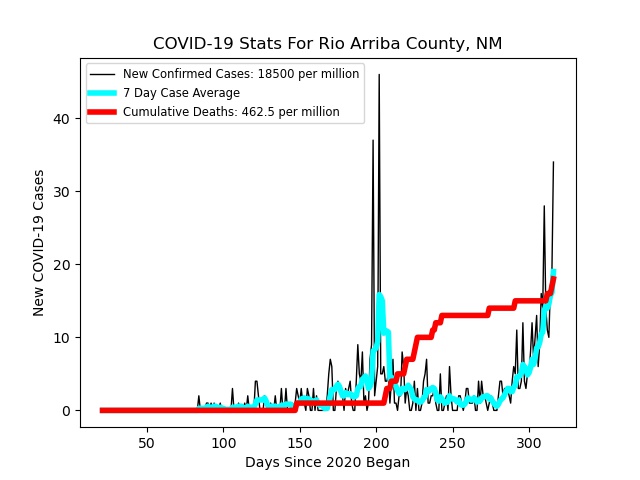 COVID-19 Stats For Rio Arriba County, NM
New Confirmed Cases: 18500 per million
7 Day Case Average
Cumulative Deaths: 462.5 per million
New COVID-19 Cases
40
30
20
10
0
50 100 150 200 250 300
Days Since 2020 Began